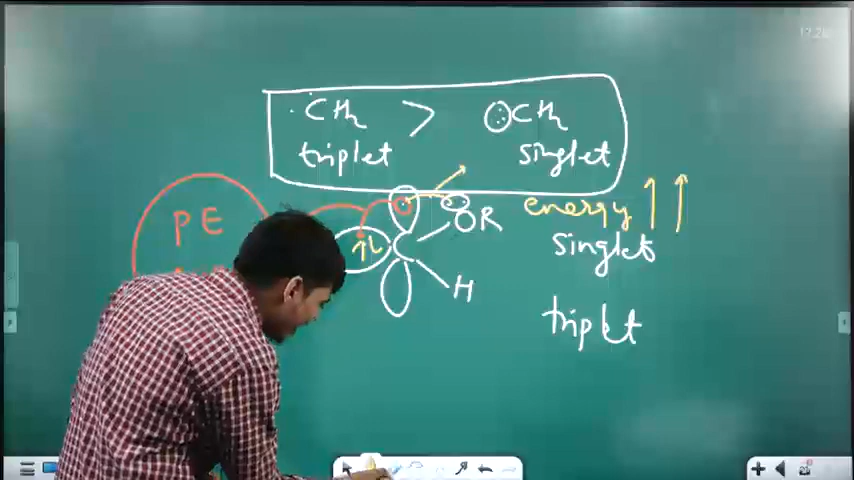 :CH₂ > :CH₂
triplet singlet
energy ↑ ↑
PE
↑↓
C
OR
singlet
H
triplet